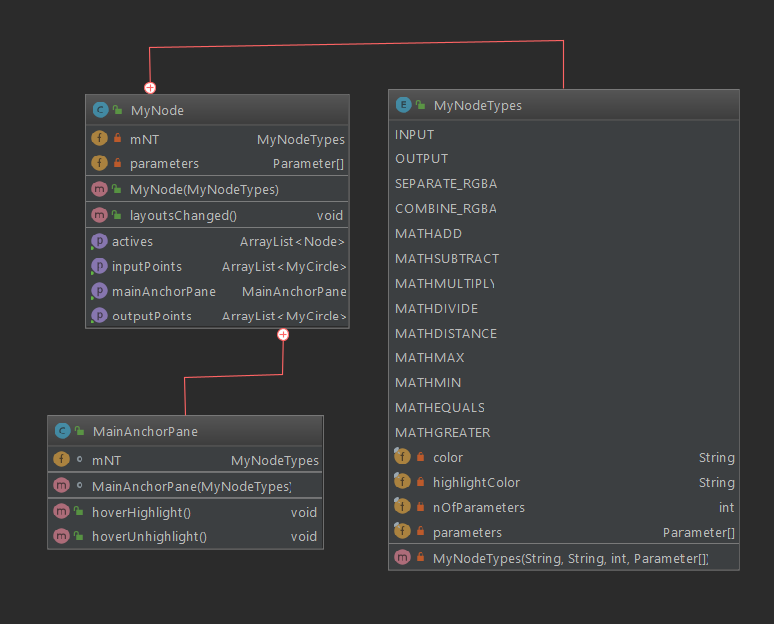 MyNode
mNT MyNodeTypes
parameters Parameter[]
MyNode(MyNodeTypes)
layoutsChanged() void
actives ArrayList<Node>
inputPoints ArrayList<MyCircle>
mainAnchorPane MainAnchorPane
outputPoints ArrayList<MyCircle>
MyNodeTypes
INPUT
OUTPUT
SEPARATE_RGBA
COMBINE_RGBA
MATHADD
MATHSUBTRACT
MATHMULTIPLY
MATHDIVIDE
MATHDISTANCE
MATHMAX
MATHMIN
MATHEQUALS
MATHGREATER
color String
highlightColor String
nOfParameters int
parameters Parameter[]
MyNodeTypes(String, String, int, Parameter[])
MainAnchorPane
mNT MyNodeTypes
MainAnchorPane(MyNodeTypes)
hoverHighlight() void
hoverUnhighlight() void